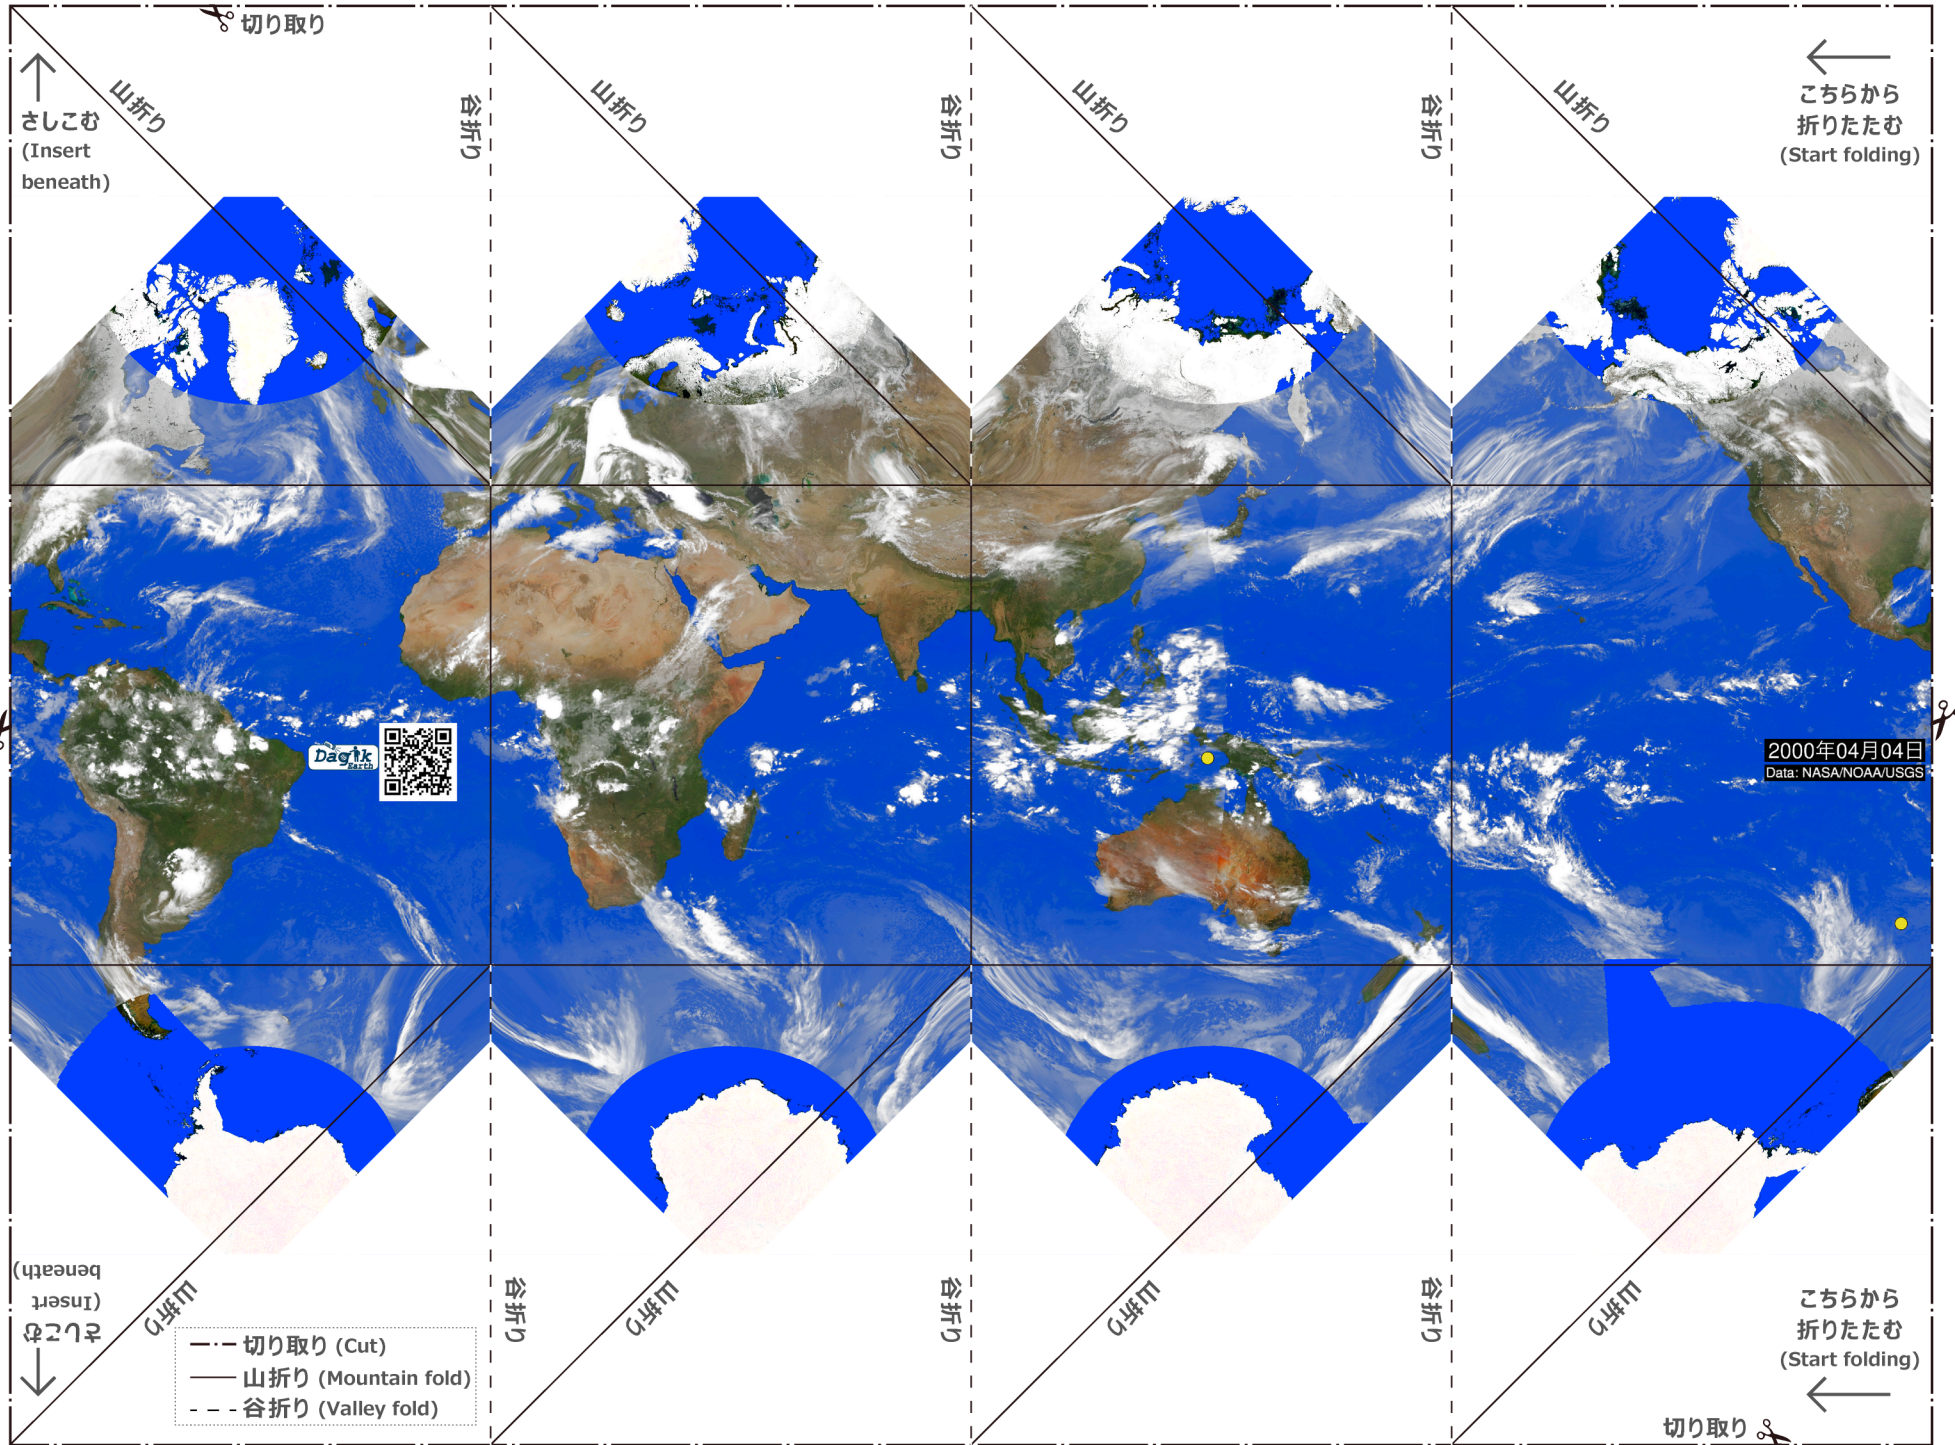 切り取り
山折り
山折り
山折り
山折り
谷折り
谷折り
谷折り
さしこむ
(Insert
beneath)
こちらから
折りたたむ
(Start folding)
Dagik
Earth
2000年04月04日
Data: NASA/NOAA/USGS
さしこむ
(Insert
beneath)
山折り
山折り
山折り
山折り
谷折り
谷折り
谷折り
こちらから
折りたたむ
(Start folding)
切り取り (Cut)
山折り (Mountain fold)
谷折り (Valley fold)
切り取り